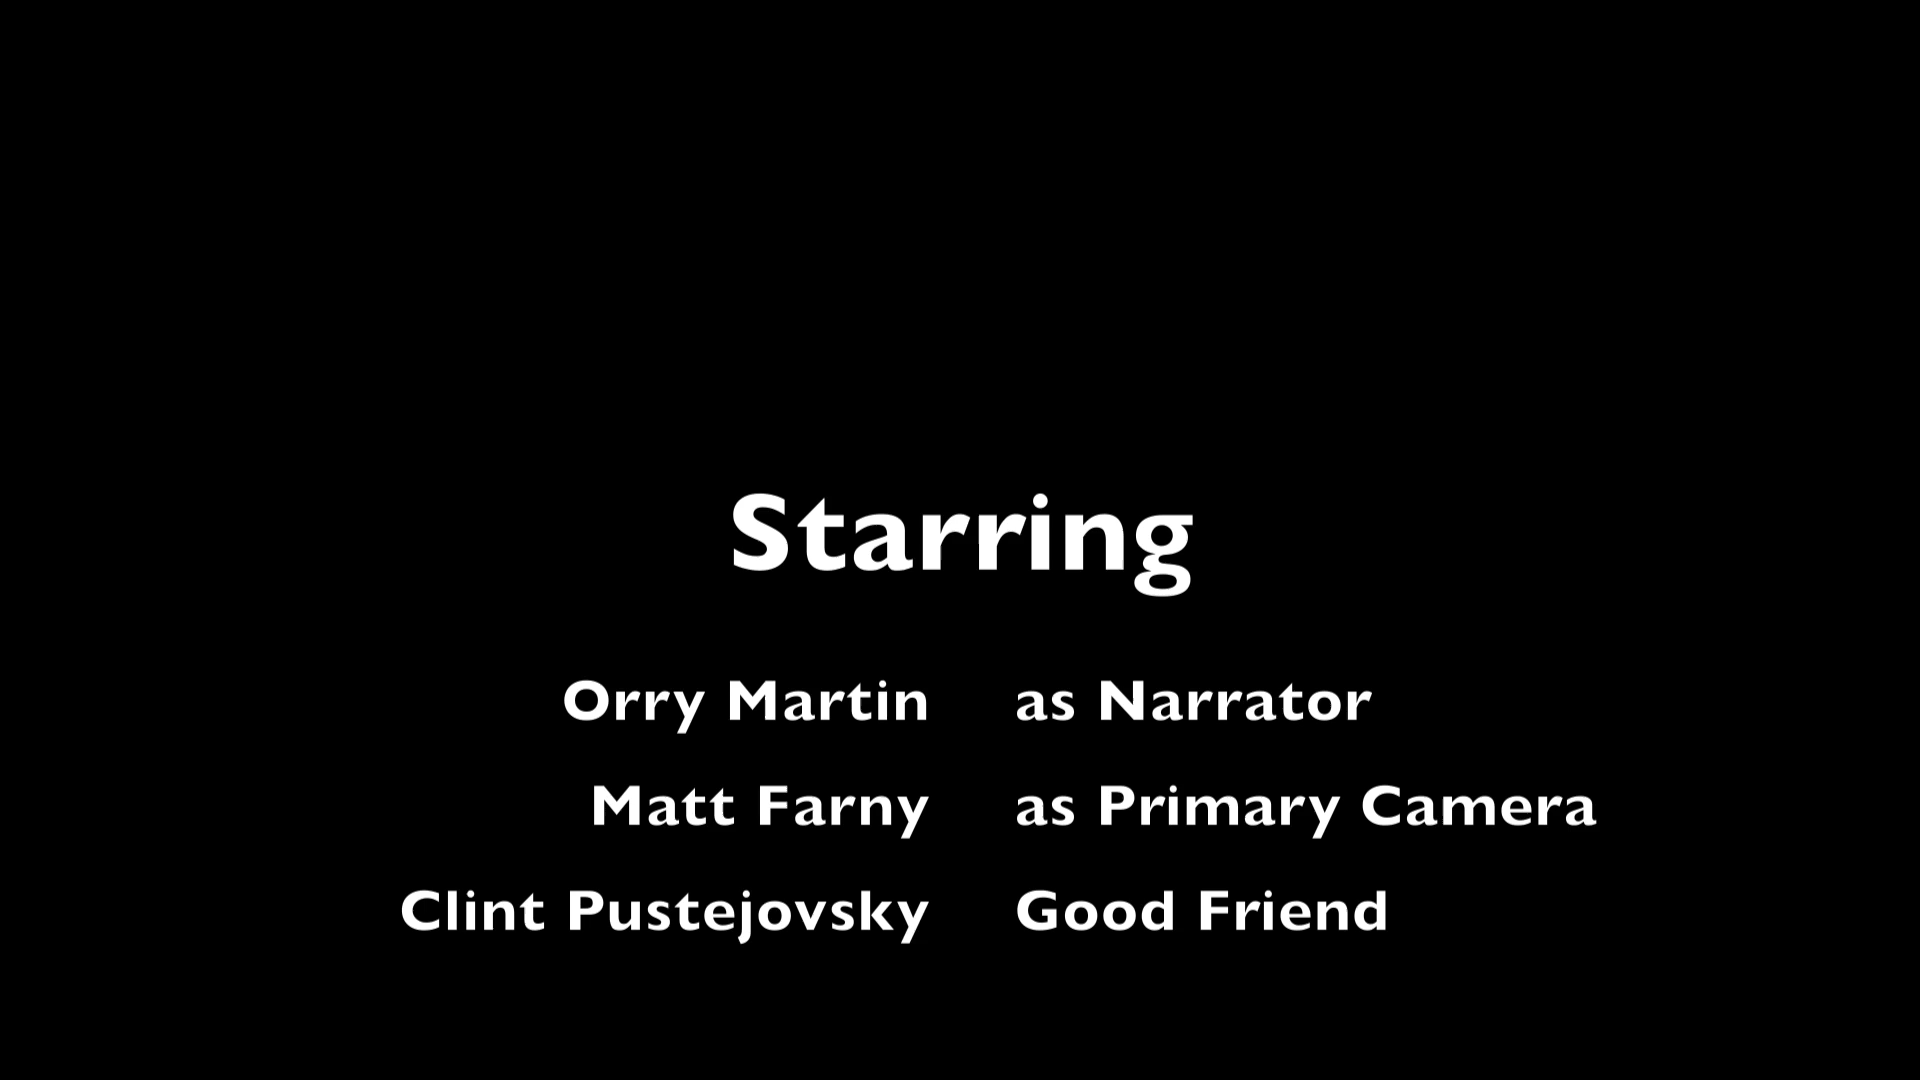 Starring
Orry Martin as Narrator
Matt Farny as Primary Camera
Clint Pustejovsky Good Friend